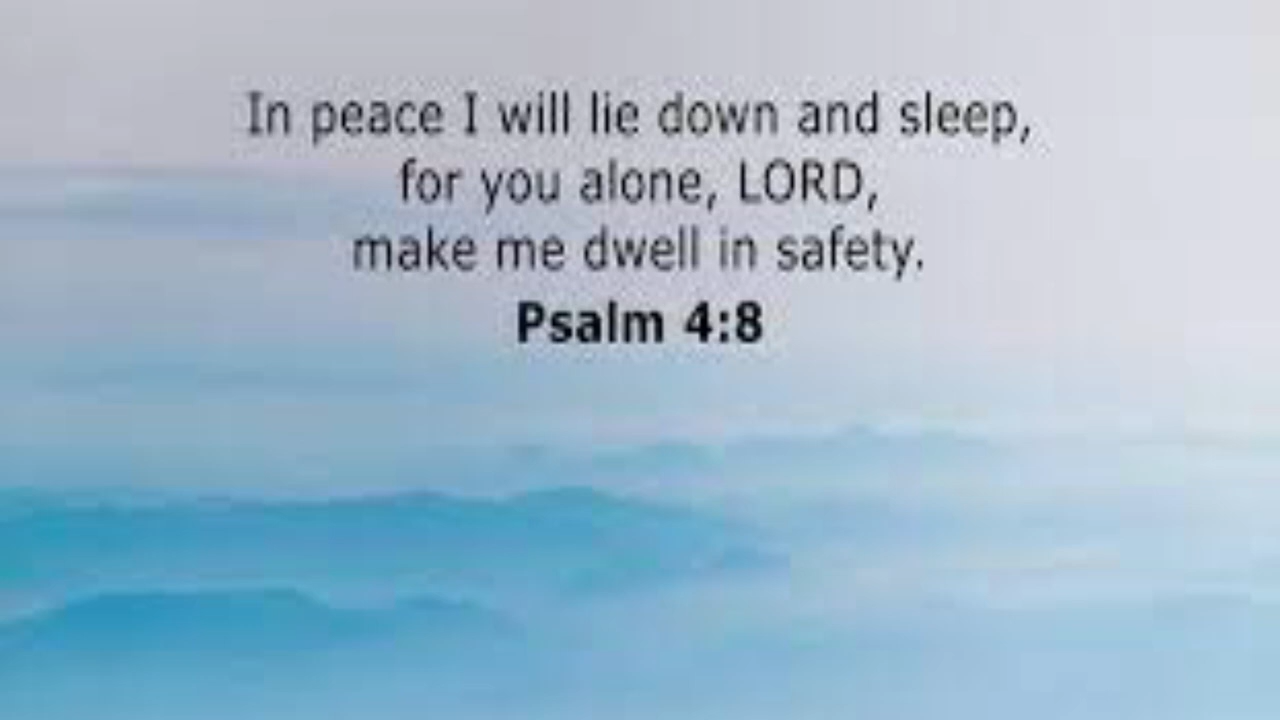 In peace I will lie down and sleep,
for you alone, LORD,
make me dwell in safety.
Psalm 4:8